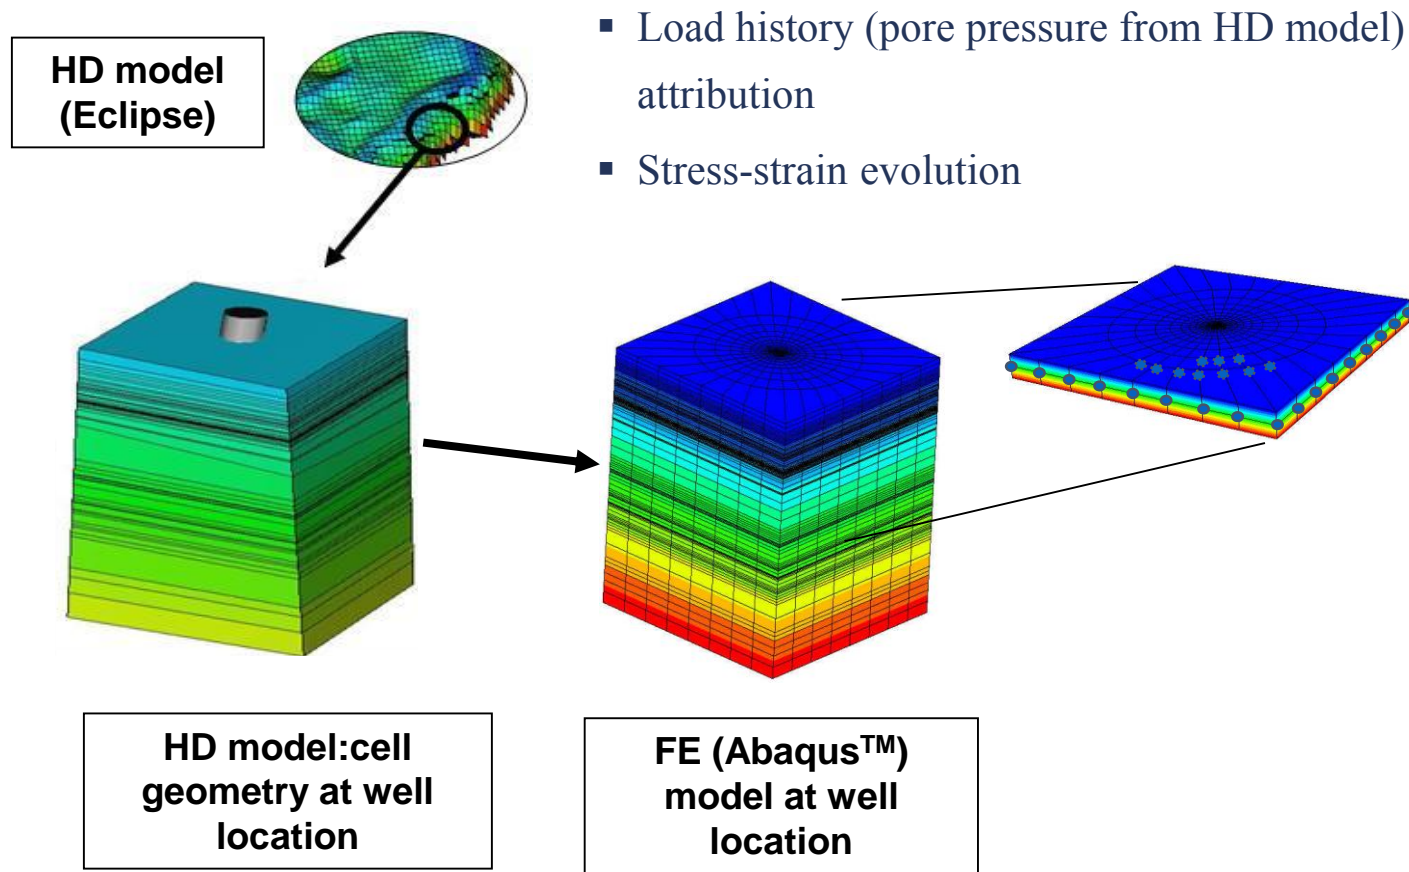 HD model
(Eclipse)
▪ Load history (pore pressure from HD model)
attribution
▪ Stress-strain evolution
HD model:cell
geometry at well
location
FE (Abaqus™)
model at well
location